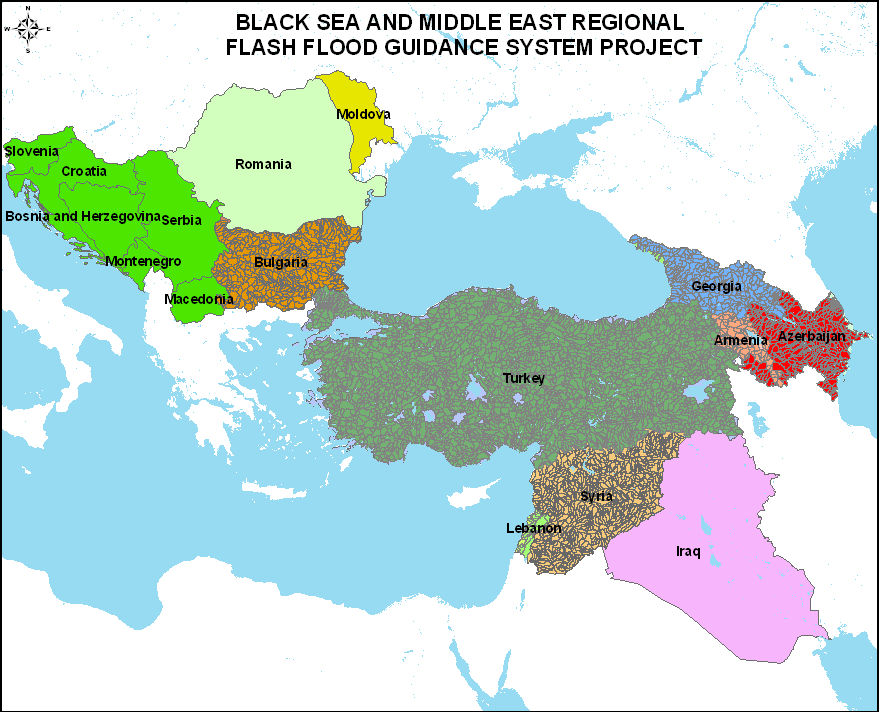 BLACK SEA AND MIDDLE EAST REGIONAL
FLASH FLOOD GUIDANCE SYSTEM PROJECT
N
W E
S
Moldova
Slovenia
Romania
Croatia
Bosnia and Herzegovina
Serbia
Montenegro
Bulgaria
Georgia
Macedonia
Armenia
Azerbaijan
Turkey
Syria
Lebanon
Iraq